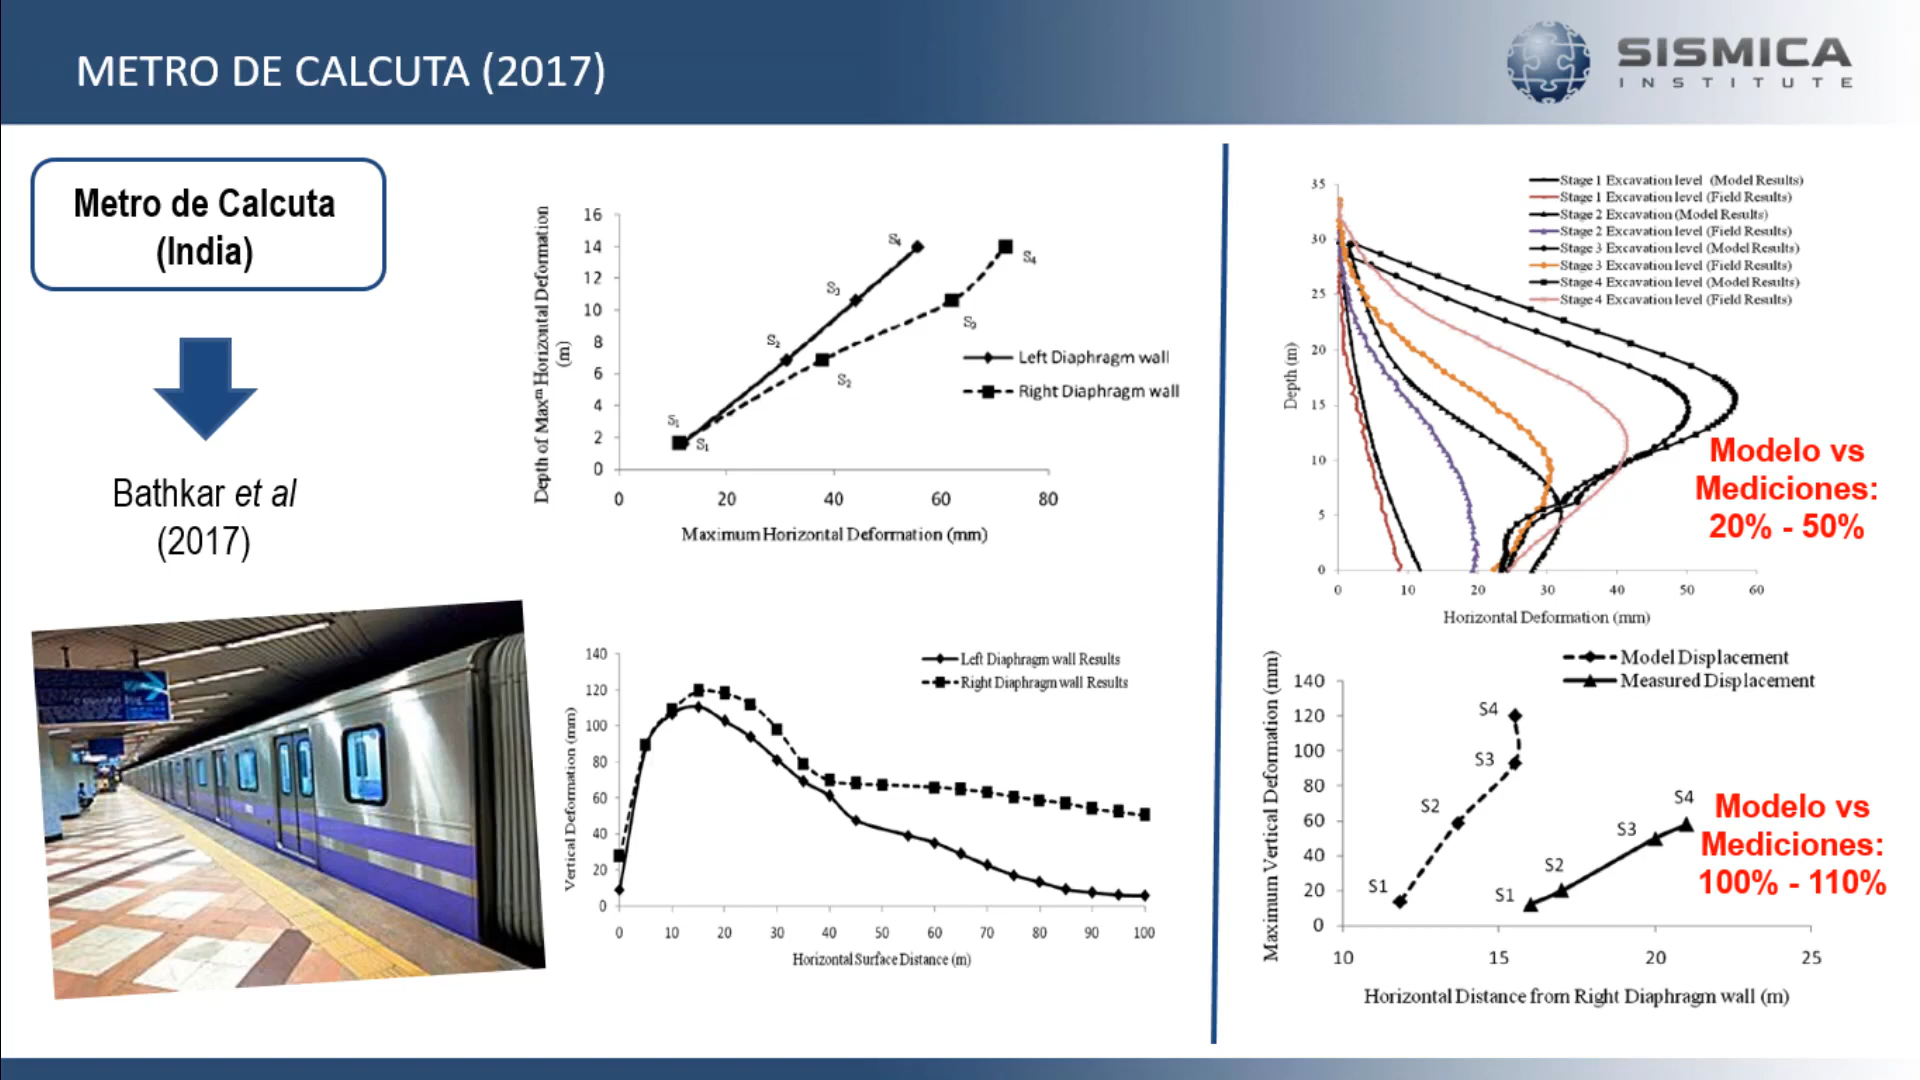 METRO DE CALCUTA (2017)
SISMICA
INSTITUTE
Metro de Calcuta
(India)
Bathkar et al
(2017)
Depth of Maxᵐ Horizontal Deformation
(m)
16
14
12
10
8
6
4
2
0
0 20 40 60 80
S₄
S₃
S₂
S₁
S₄
S₃
S₂
S₁
Left Diaphragm wall
Right Diaphragm wall
Maximum Horizontal Deformation (mm)
Vertical Deformation (mm)
140
120
100
80
60
40
20
0
0 10 20 30 40 50 60 70 80 90 100
Left Diaphragm wall Results
Right Diaphragm wall Results
Horizontal Surface Distance (m)
Depth (m)
35
30
25
20
15
10
5
0
0 10 20 30 40 50 60
Stage 1 Excavation level (Model Results)
Stage 1 Excavation level (Field Results)
Stage 2 Excavation (Model Results)
Stage 2 Excavation level (Field Results)
Stage 3 Excavation level (Model Results)
Stage 3 Excavation level (Field Results)
Stage 4 Excavation level (Model Results)
Stage 4 Excavation level (Field Results)
Horizontal Deformation (mm)
Modelo vs
Mediciones:
20% - 50%
Maximum Vertical Deformation (mm)
140
120
100
80
60
40
20
0
10 15 20 25
Model Displacement
Measured Displacement
S4
S3
S2
S1
S4
S3
S2
S1
Horizontal Distance from Right Diaphragm wall (m)
Modelo vs
Mediciones:
100% - 110%